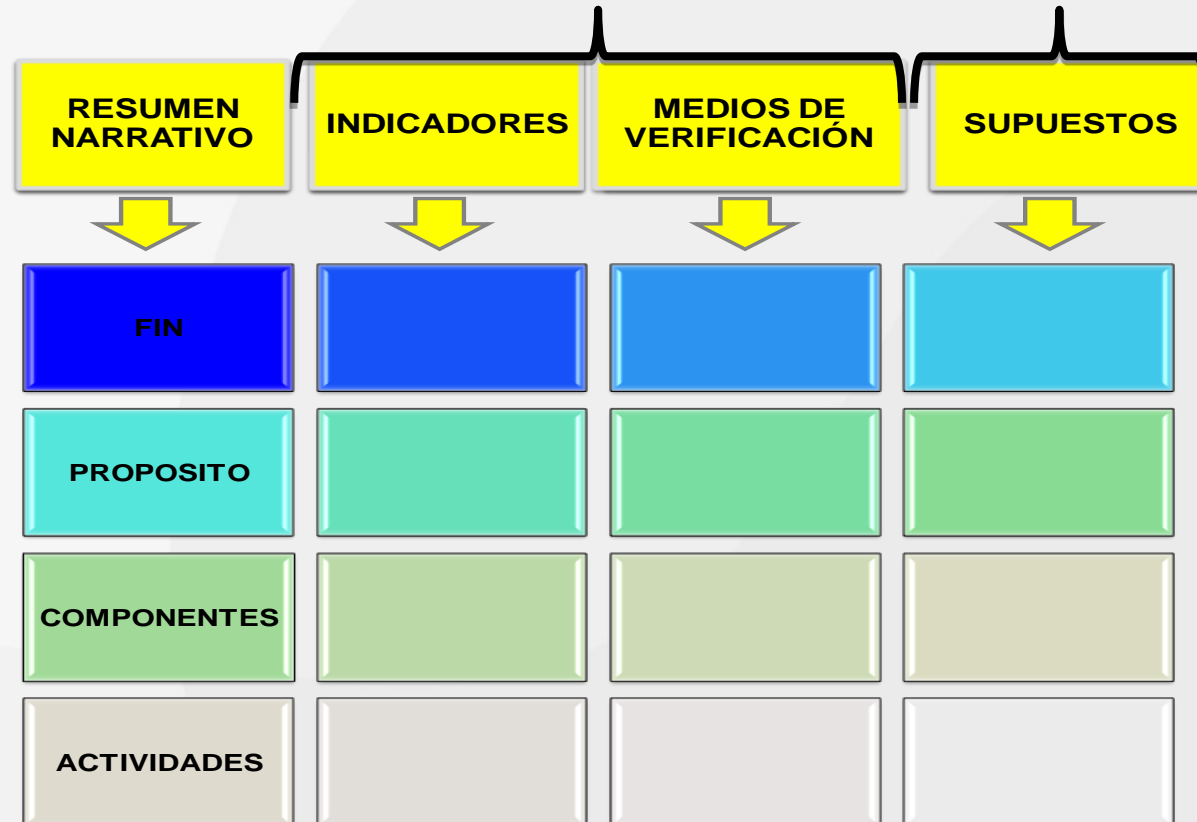 RESUMEN
NARRATIVO
INDICADORES
MEDIOS DE
VERIFICACIÓN
SUPUESTOS
FIN
PROPOSITO
COMPONENTES
ACTIVIDADES